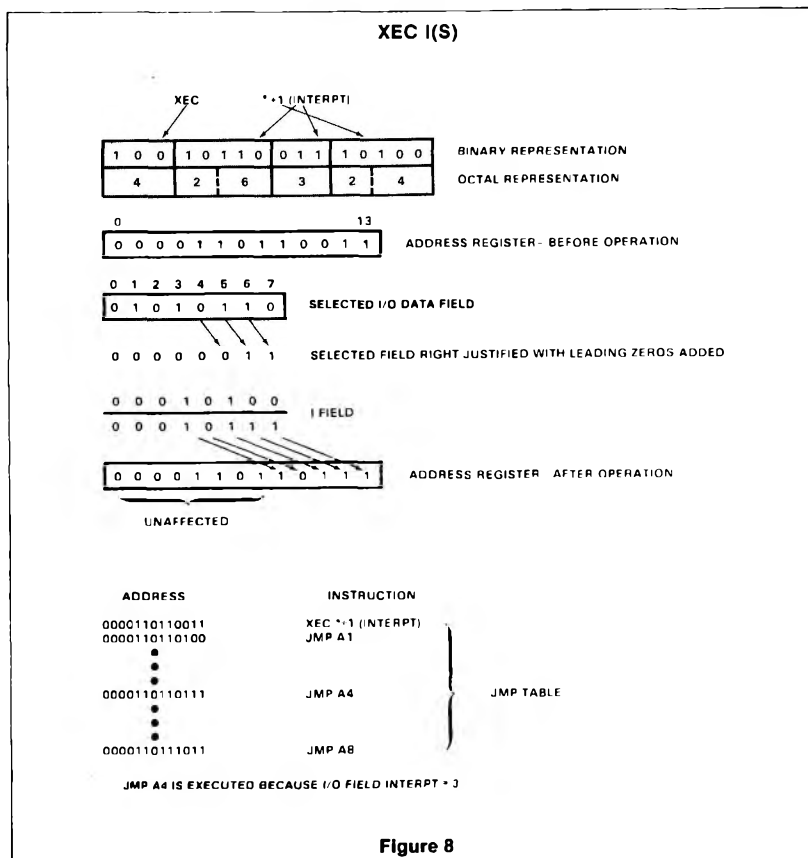 XEC I(S)
XEC * +1 (INTERPT)
1 0 0 1 0 1 1 0 0 1 1 1 0 1 0 0 BINARY REPRESENTATION
4 2 6 3 2 4 OCTAL REPRESENTATION
0 13
0 0 0 0 1 1 0 1 1 0 0 1 1 ADDRESS REGISTER - BEFORE OPERATION
0 1 2 3 4 5 6 7
0 1 0 1 0 1 1 0 SELECTED I/O DATA FIELD
0 0 0 0 0 0 1 1 SELECTED FIELD RIGHT JUSTIFIED WITH LEADING ZEROS ADDED
0 0 0 1 0 1 0 0
I FIELD
0 0 0 1 0 1 1 1
0 0 0 0 1 1 0 1 1 0 1 1 1 ADDRESS REGISTER AFTER OPERATION
UNAFFECTED
ADDRESS INSTRUCTION
0000110110011 XEC *+1 (INTERPT)
0000110110100 JMP A1
0000110110111 JMP A4 JMP TABLE
0000110111011 JMP A8
JMP A4 IS EXECUTED BECAUSE I/O FIELD INTERPT = 3
Figure 8